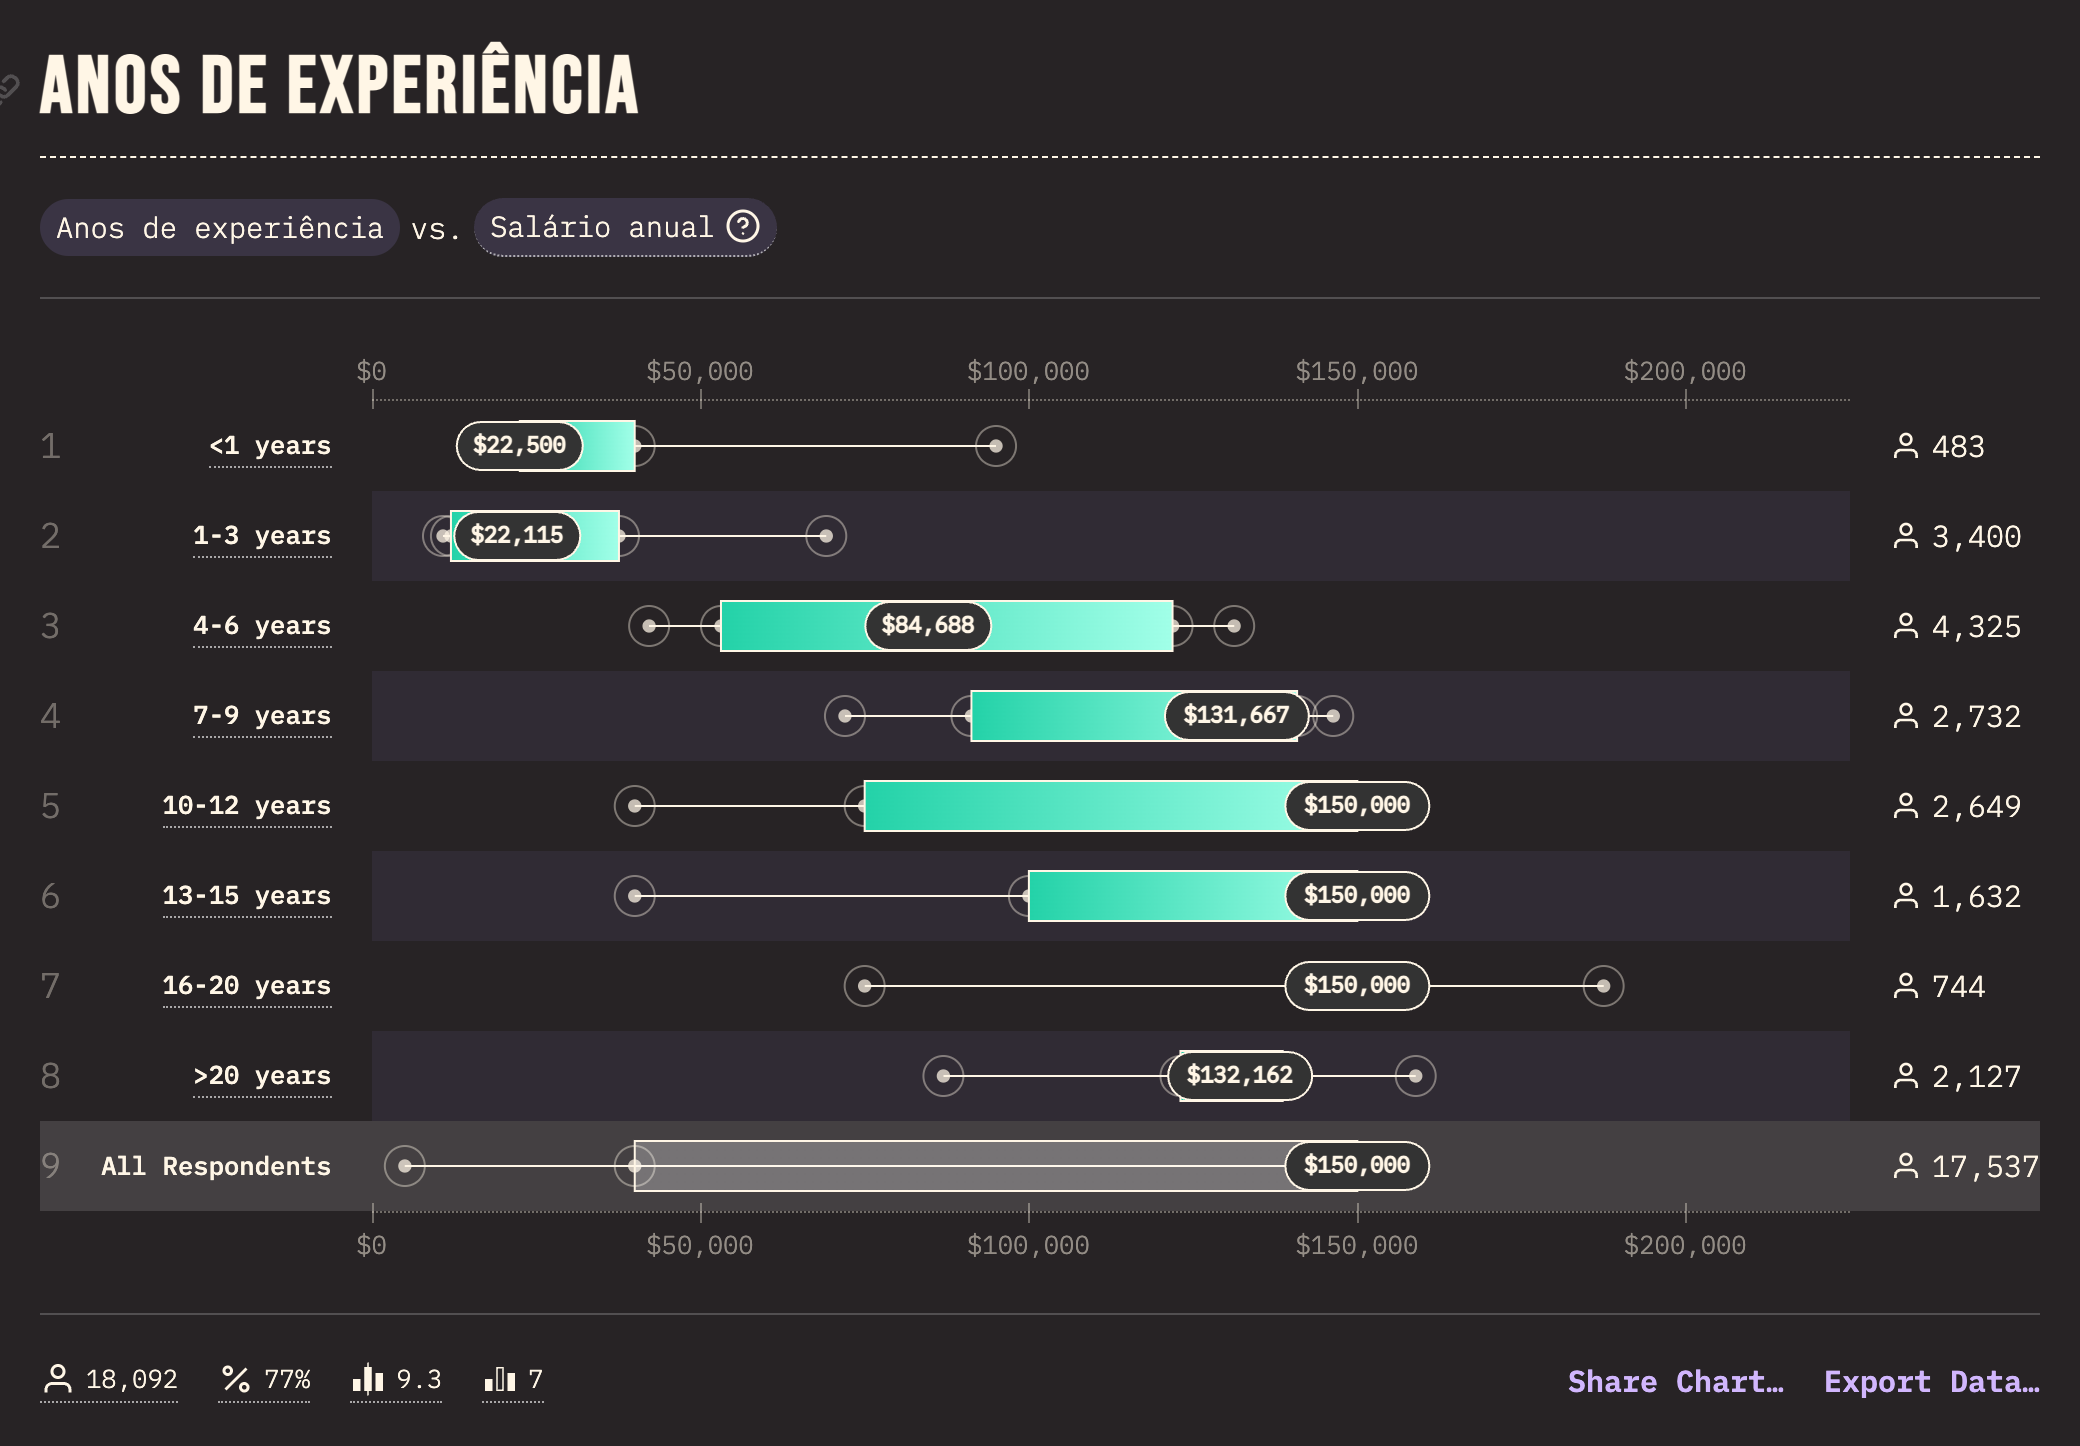 ANOS DE EXPERIÊNCIA
Anos de experiência vs. Salário anual ?
$0 $50,000 $100,000 $150,000 $200,000
1 <1 years $22,500 483
2 1-3 years $22,115 3,400
3 4-6 years $84,688 4,325
4 7-9 years $131,667 2,732
5 10-12 years $150,000 2,649
6 13-15 years $150,000 1,632
7 16-20 years $150,000 744
8 >20 years $132,162 2,127
9 All Respondents $150,000 17,537
$0 $50,000 $100,000 $150,000 $200,000
18,092 77% 9.3 7 Share Chart… Export Data…